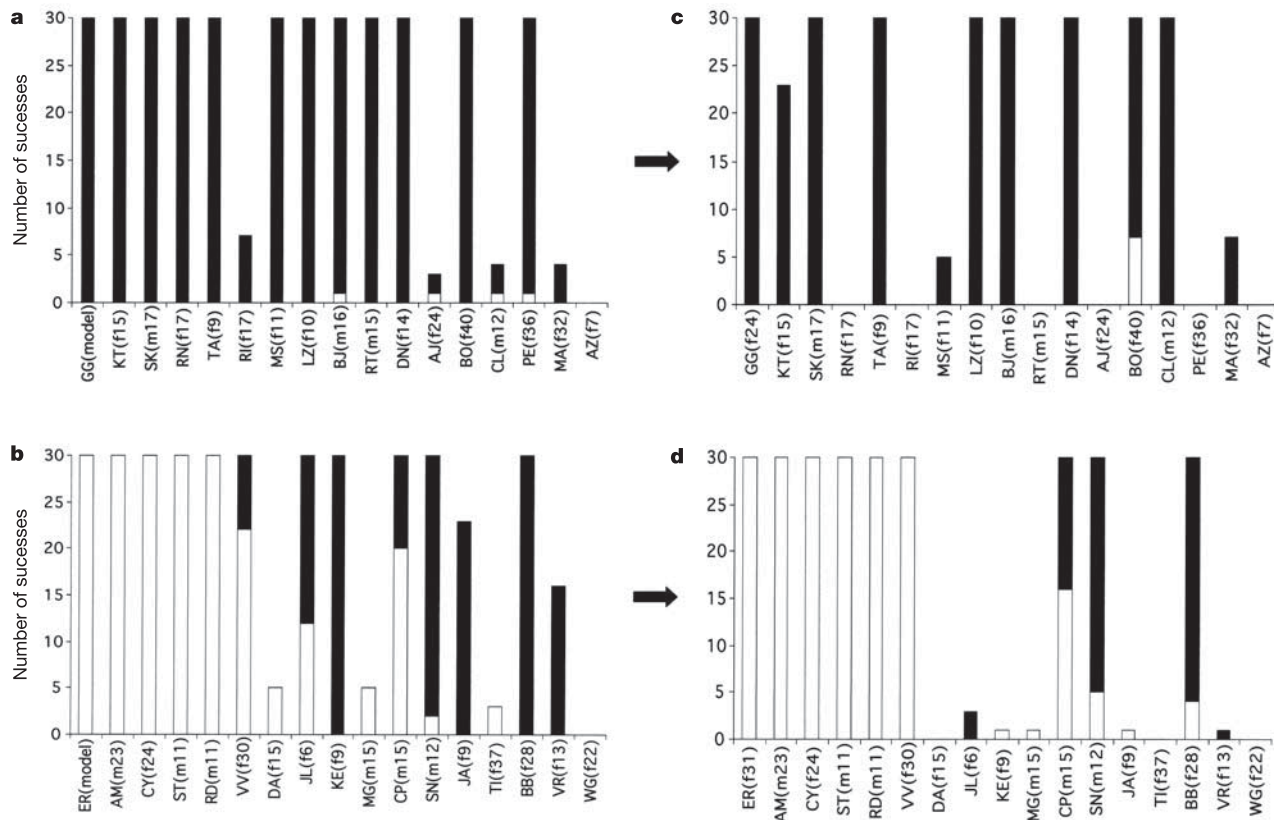 a
Number of sucesses
30
25
20
15
10
5
0
GG(model)
KT(f15)
SK(m17)
RN(f17)
TA(f9)
RI(f17)
MS(f11)
LZ(f10)
BJ(m16)
RT(m15)
DN(f14)
AJ(f24)
BO(f40)
CL(m12)
PE(f36)
MA(f32)
AZ(f7)
c
30
25
20
15
10
5
0
GG(f24)
KT(f15)
SK(m17)
RN(f17)
TA(f9)
RI(f17)
MS(f11)
LZ(f10)
BJ(m16)
RT(m15)
DN(f14)
AJ(f24)
BO(f40)
CL(m12)
PE(f36)
MA(f32)
AZ(f7)
b
Number of sucesses
30
25
20
15
10
5
0
ER(model)
AM(m23)
CY(f24)
ST(m11)
RD(m11)
VV(f30)
DA(f15)
JL(f6)
KE(f9)
MG(m15)
CP(m15)
SN(m12)
JA(f9)
TI(f37)
BB(f28)
VR(f13)
WG(f22)
d
30
25
20
15
10
5
0
ER(f31)
AM(m23)
CY(f24)
ST(m11)
RD(m11)
VV(f30)
DA(f15)
JL(f6)
KE(f9)
MG(m15)
CP(m15)
SN(m12)
JA(f9)
TI(f37)
BB(f28)
VR(f13)
WG(f22)